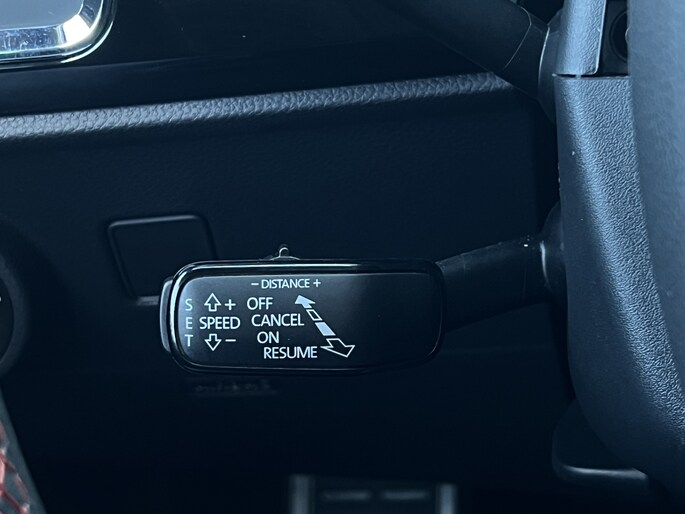 − DISTANCE +
S ⇧ + OFF
E SPEED CANCEL
T ⇩ − ON
RESUME